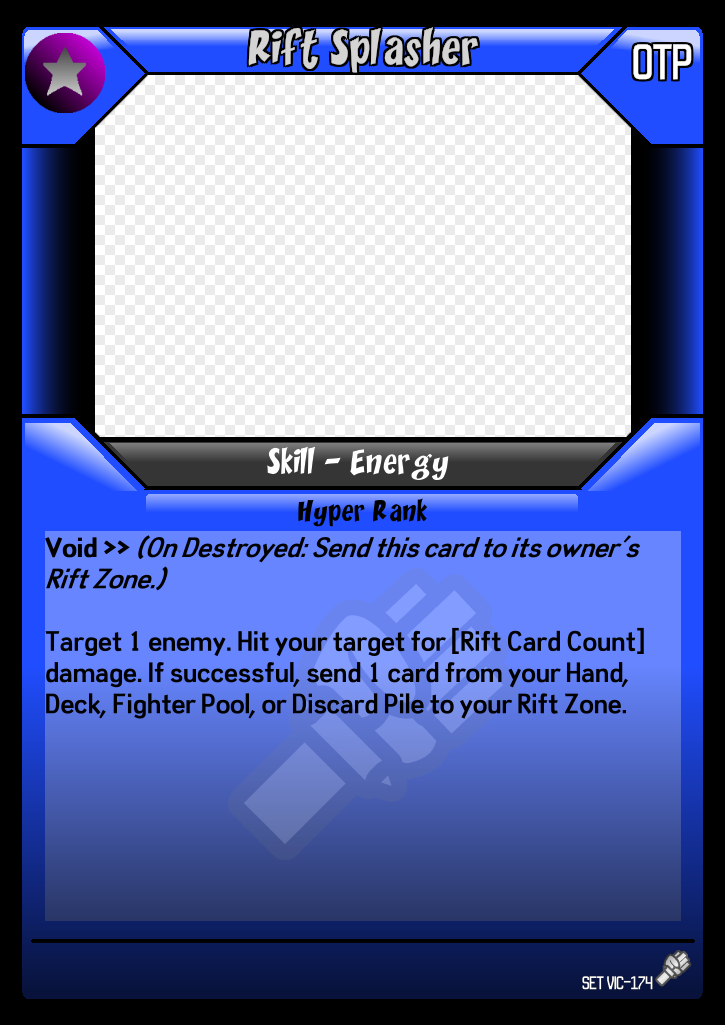 Rift Splasher
OTP
Skill - Energy
Hyper Rank
Void >> (On Destroyed: Send this card to its owner's
Rift Zone.)
Target 1 enemy. Hit your target for [Rift Card Count]
damage. If successful, send 1 card from your Hand,
Deck, Fighter Pool, or Discard Pile to your Rift Zone.
SET VIC-174